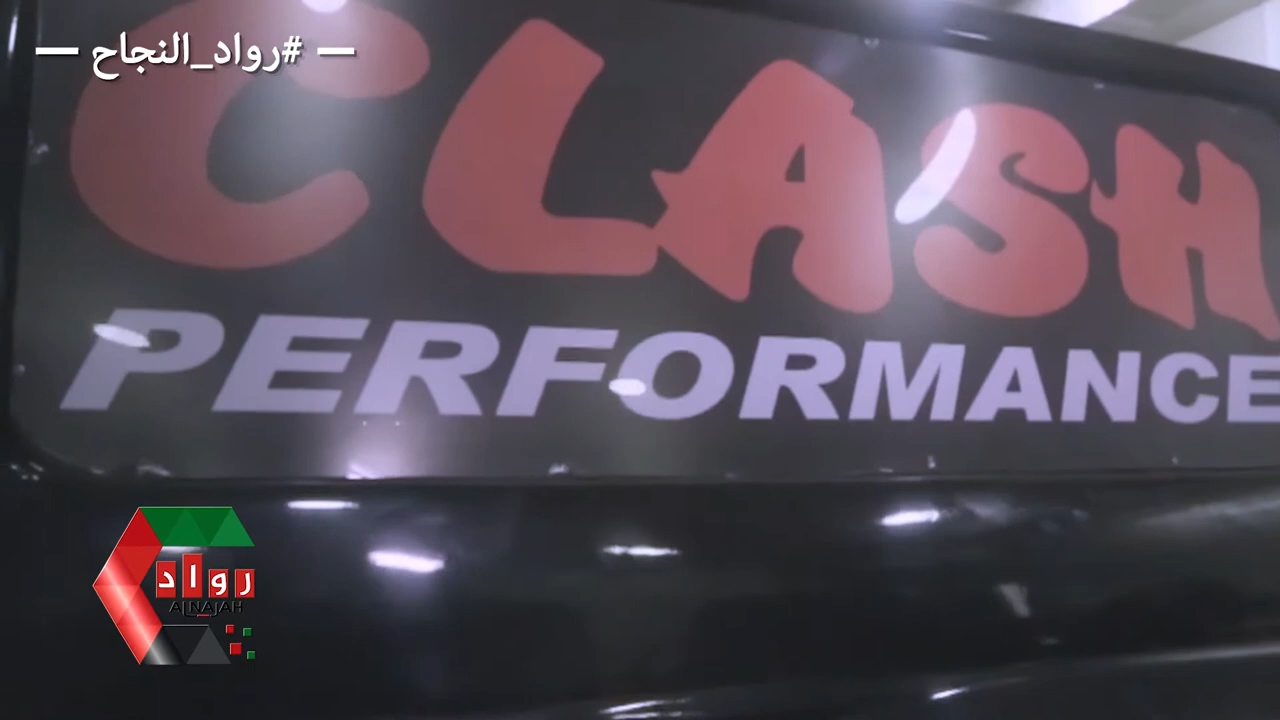 — #رواد_النجاح —
CLASH
PERFORMANCE
رواد
ALNAJAH